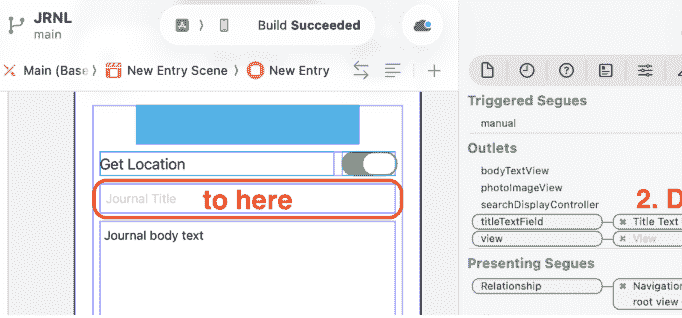 JRNL
main
Build Succeeded
Main (Base
New Entry Scene
New Entry
Get Location
Journal Title
to here
Journal body text
Triggered Segues
manual
Outlets
bodyTextView
photoImageView
searchDisplayController
2. D
titleTextField
Title Text
view
View
Presenting Segues
Relationship
Navigation
root view